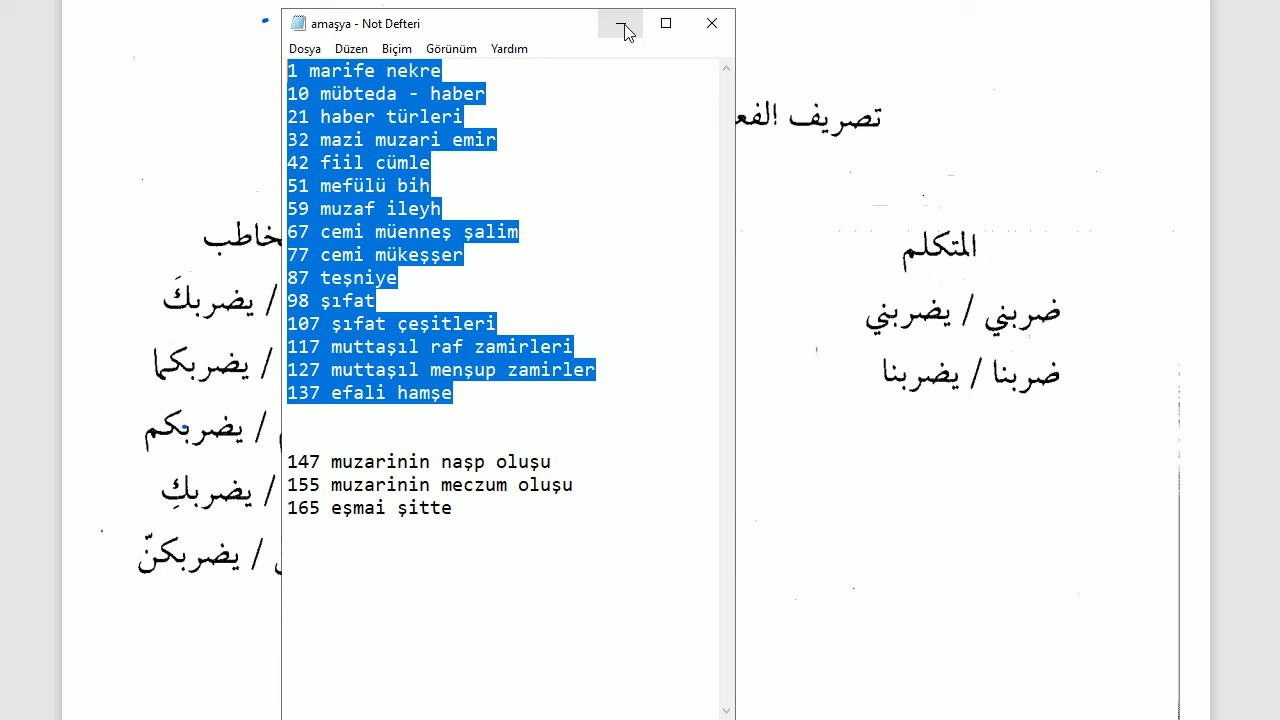 amaşya - Not Defteri
Dosya Düzen Biçim Görünüm Yardım
1 marife nekre
10 mübteda - haber
21 haber türleri
32 mazi muzari emir
42 fiil cümle
51 mefülü bih
59 muzaf ileyh
67 cemi müenneş şalim
77 cemi mükeşşer
87 teşniye
98 şıfat
107 şıfat çeşitleri
117 muttaşıl raf zamirleri
127 muttaşıl menşup zamirler
137 efali hamşe
147 muzarinin naşp oluşu
155 muzarinin meczum oluşu
165 eşmai şitte
تصريف
المتكلم
ضربني / يضربني
ضربنا / يضربنا
/ يضربكَ
/ يضربكما
/ يضربكم
/ يضربكِ
/ يضربكنّ